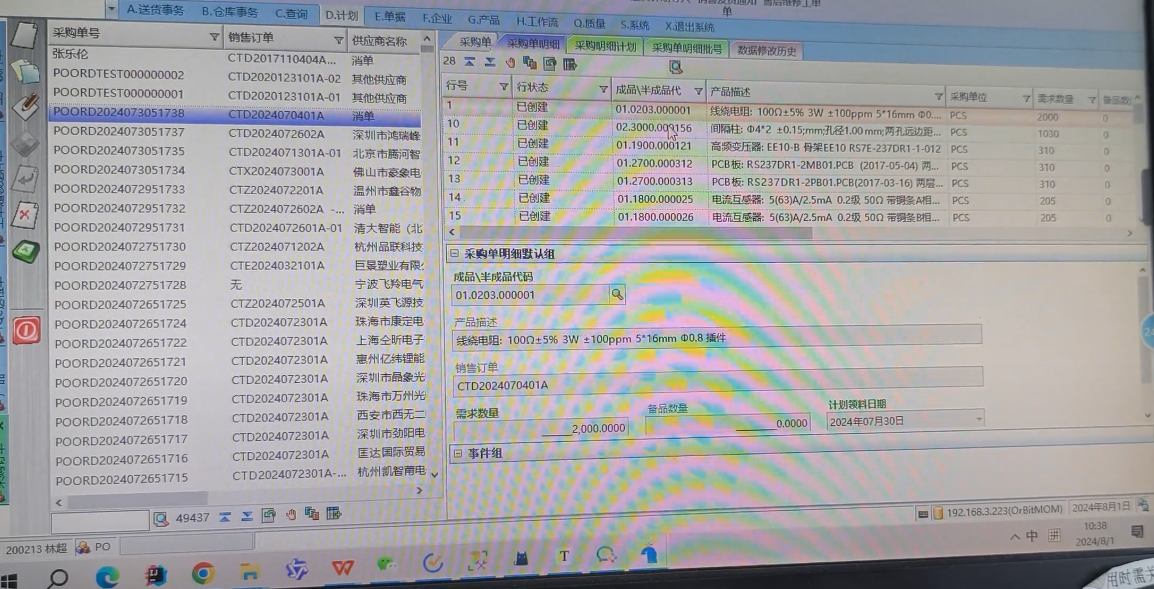 A.送货事务 B.仓库事务 C.查询 D.计划 E.单据 F.企业 G.产品 H.工作流 Q.质量 S.系统 X.退出系统
单
采购单号 销售订单 供应商名称
张乐伦 CTD2017110404A... 淌单
POORDTEST000000002 CTD2020123101A-02 其他供应商
POORDTEST000000001 CTD2020123101A-01 其他供应商
POORD2024073051738 CTD2024070401A 淌单
POORD2024073051737 CTD2024072602A 深圳市鸿瑞峰
POORD2024073051735 CTD2024071301A-01 北京市腾河智
POORD2024073051734 CTX2024073001A 佛山市豪象电
POORD2024072951733 CTZ2024072201A 温州市鑫谷物
POORD2024072951732 CTZ2024072602A -... 淌单
POORD2024072951731 CTD2024072601A-01 清大智能（北
POORD2024072751730 CTZ2024071202A 杭州品联科技
POORD2024072751729 CTE2024032101A 巨景塑业有限
POORD2024072751728 无 宁波飞羚电气
POORD2024072651725 CTZ2024072501A 深圳英飞源技
POORD2024072651724 CTD2024072301A 珠海市康定电
POORD2024072651722 CTD2024072301A 上海仝昕电子
POORD2024072651721 CTD2024072301A 惠州亿纬锂能
POORD2024072651720 CTD2024072301A 深圳市晶象光
POORD2024072651719 CTD2024072301A 珠海市万州光
POORD2024072651718 CTD2024072301A 西安市西无二
POORD2024072651717 CTD2024072301A 深圳市劲阳电
POORD2024072651716 CTD2024072301A 匡达国际贸易
POORD2024072651715 CTD2024072301A-... 杭州凯智莆电
49437
采购单 采购单明细 采购明细计划 采购单明细批号 数据修改历史
28
行号 行状态 成品\半成品代 产品描述 采购单位 需求数量 备品数
1 已创建 01.0203.000001 线绕电阻: 100Ω±5% 3W ±100ppm 5*16mm Φ0.... PCS 2000 0
10 已创建 02.3000.009156 间隔柱: Φ4*2 ±0.15;mm;孔径1.00mm;两孔远边距... PCS 1030 0
11 已创建 01.1900.000121 高频变压器: EE10-B 骨架EE10 RS7E-237DR1-1-012 PCS 310 0
12 已创建 01.2700.000312 PCB板: RS237DR1-2MB01.PCB (2017-05-04) 两... PCS 310 0
13 已创建 01.2700.000313 PCB板: RS237DR1-2PB01.PCB(2017-03-16) 两层... PCS 310 0
14 已创建 01.1800.000025 电流互感器: 5(63)A/2.5mA 0.2级 50Ω 带铜条A相... PCS 205 0
15 已创建 01.1800.000026 电流互感器: 5(63)A/2.5mA 0.2级 50Ω 带铜条B相... PCS 205 0
采购单明细默认组
成品\半成品代码
01.0203.000001
产品描述
线绕电阻: 100Ω±5% 3W ±100ppm 5*16mm Φ0.8 插件
销售订单
CTD2024070401A
需求数量 备品数量 计划领料日期
2,000.0000 0.0000 2024年07月30日
事件组
192.168.3.223(OrBitMOM) 2024年8月1日
200213 林超 PO
中 拼 10:38
2024/8/1
用时需